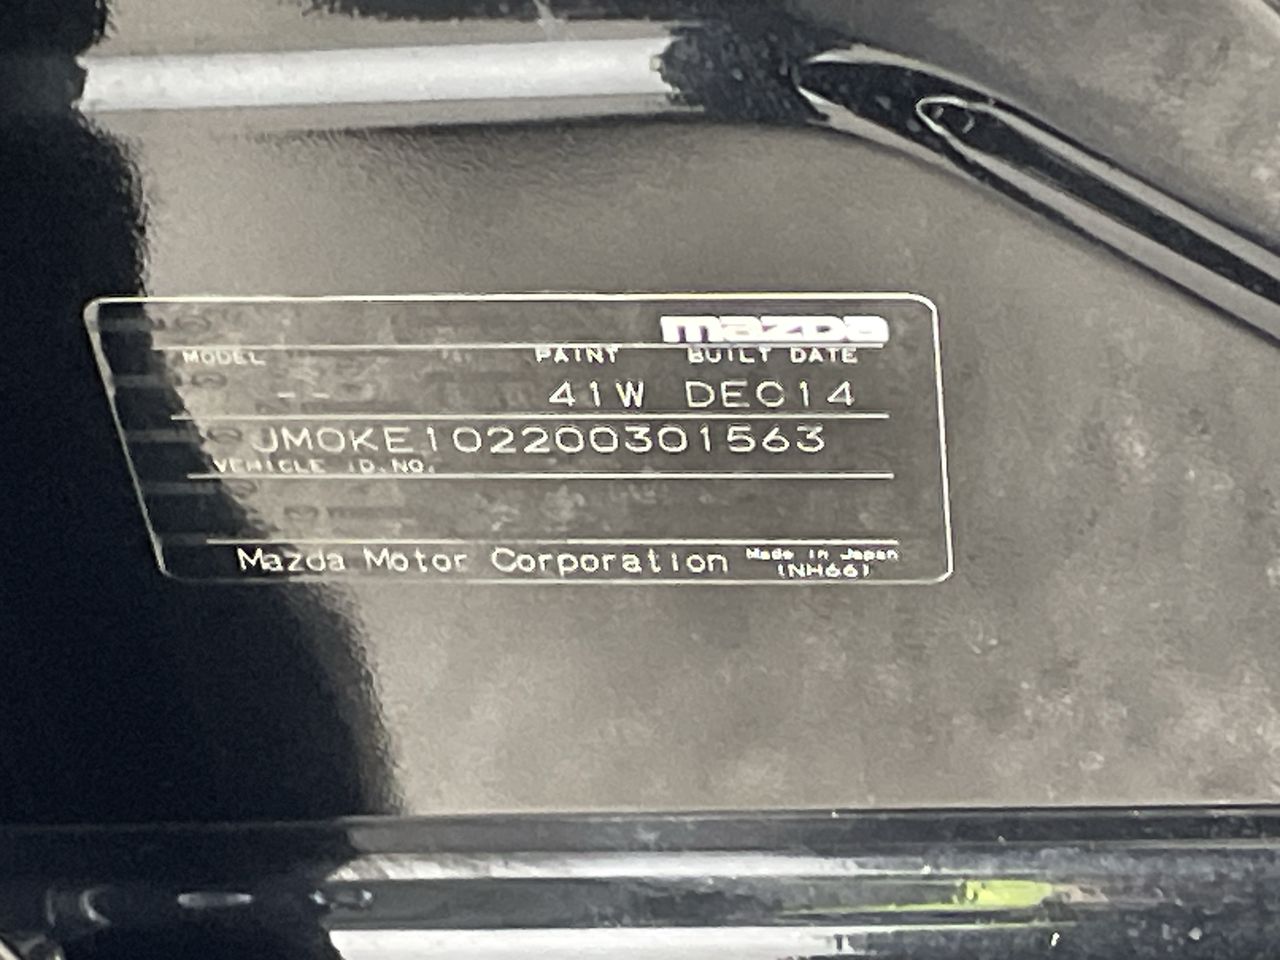 mazda
MODEL PAINT BUILT DATE
-- 41W DEC14
JM0KE102200301563
VEHICLE ID.NO.
Mazda Motor Corporation Made in Japan
(NH66)